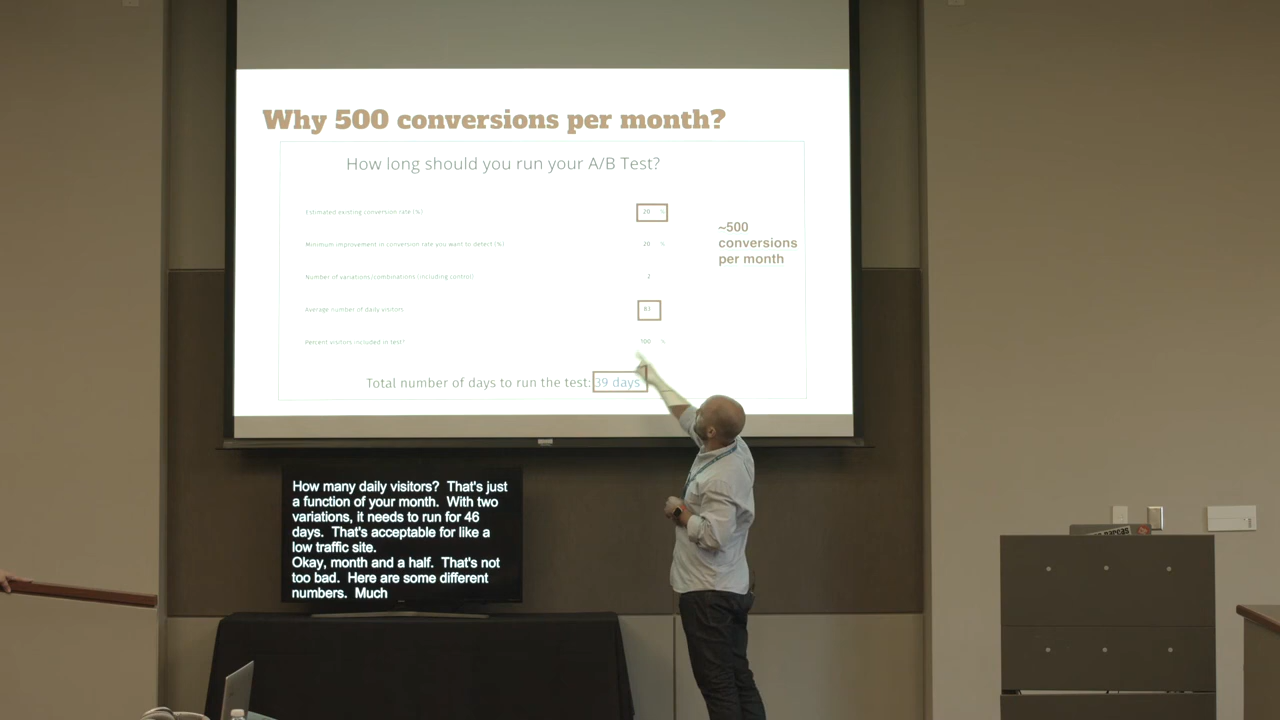 Why 500 conversions per month?
How long should you run your A/B Test?
Estimated existing conversion rate (%) 20 %
Minimum improvement in conversion rate you want to detect (%) 20 %
Number of variations/combinations (including control) 2
Average number of daily visitors 83
Percent visitors included in test? 100 %
Total number of days to run the test: 39 days
~500
conversions
per month
How many daily visitors? That's just
a function of your month. With two
variations, it needs to run for 46
days. That's acceptable for like a
low traffic site.
Okay, month and a half. That's not
too bad. Here are some different
numbers. Much